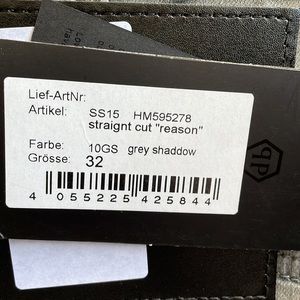 Lief-ArtNr:
Artikel: SS15 HM595278
straignt cut "reason"
Farbe: 10GS grey shaddow
Grösse: 32
4 055225 425844